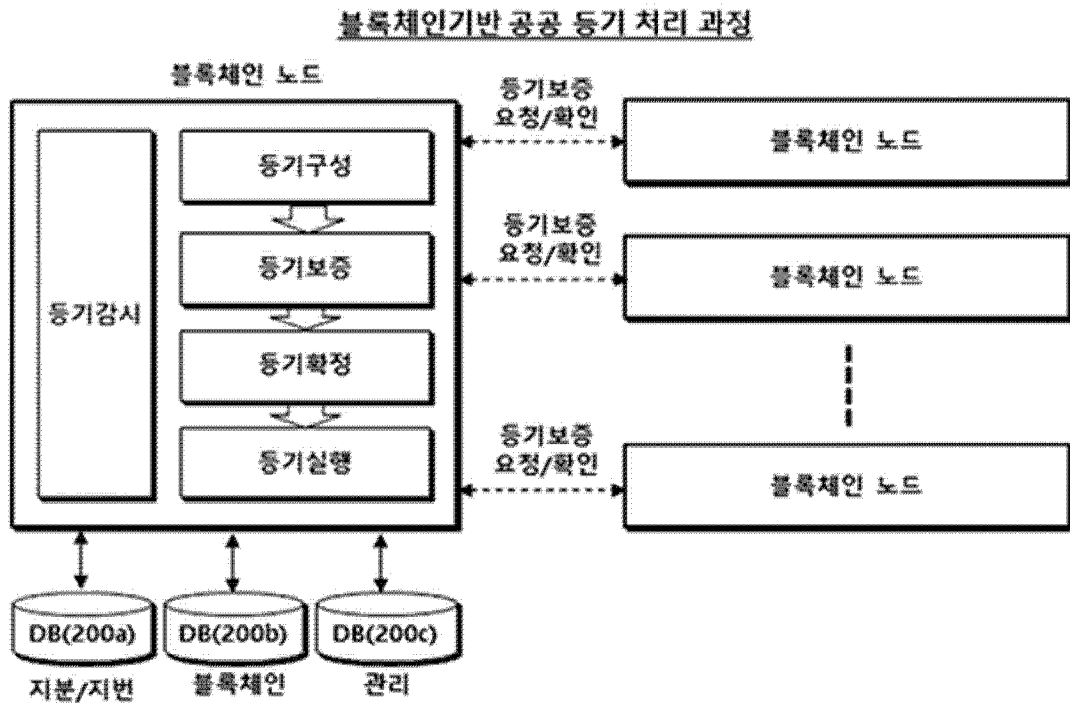 블록체인기반 공공 등기 처리 과정
블록체인 노드
등기감시
등기구성
등기보증
등기확정
등기실행
등기보증
요청/확인
블록체인 노드
등기보증
요청/확인
블록체인 노드
등기보증
요청/확인
블록체인 노드
DB(200a)
DB(200b)
DB(200c)
지분/지번
블록체인
관리